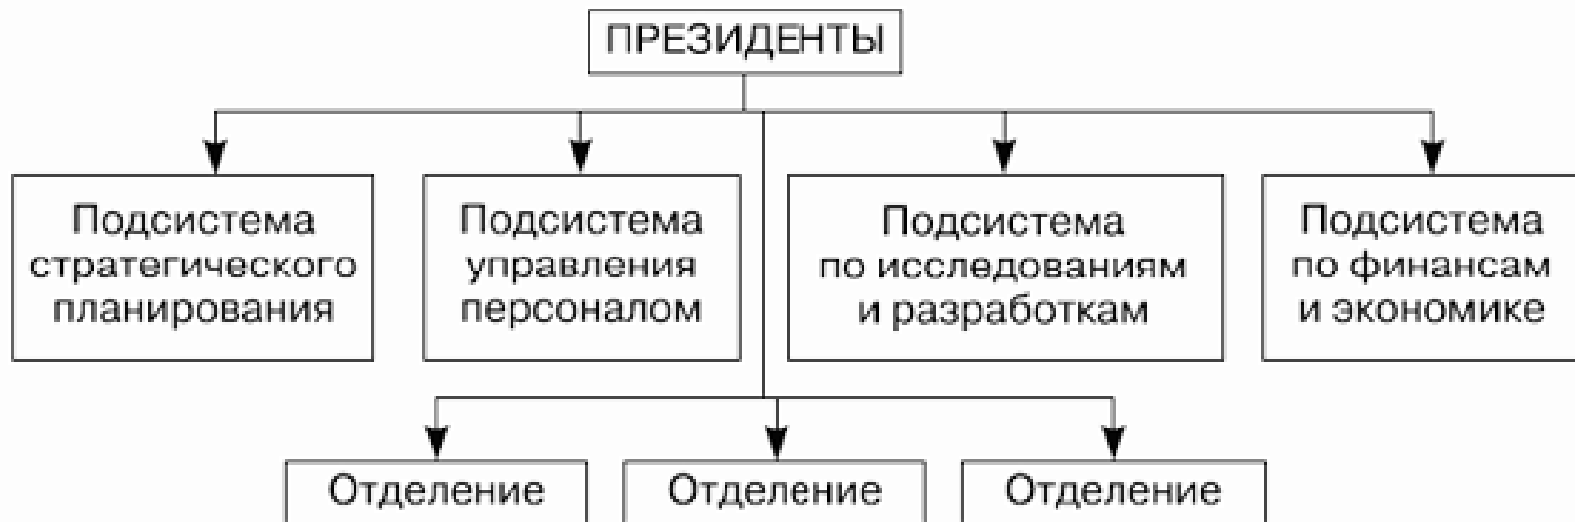 ПРЕЗИДЕНТЫ
Подсистема
стратегического
планирования
Подсистема
управления
персоналом
Подсистема
по исследованиям
и разработкам
Подсистема
по финансам
и экономике
Отделение
Отделение
Отделение